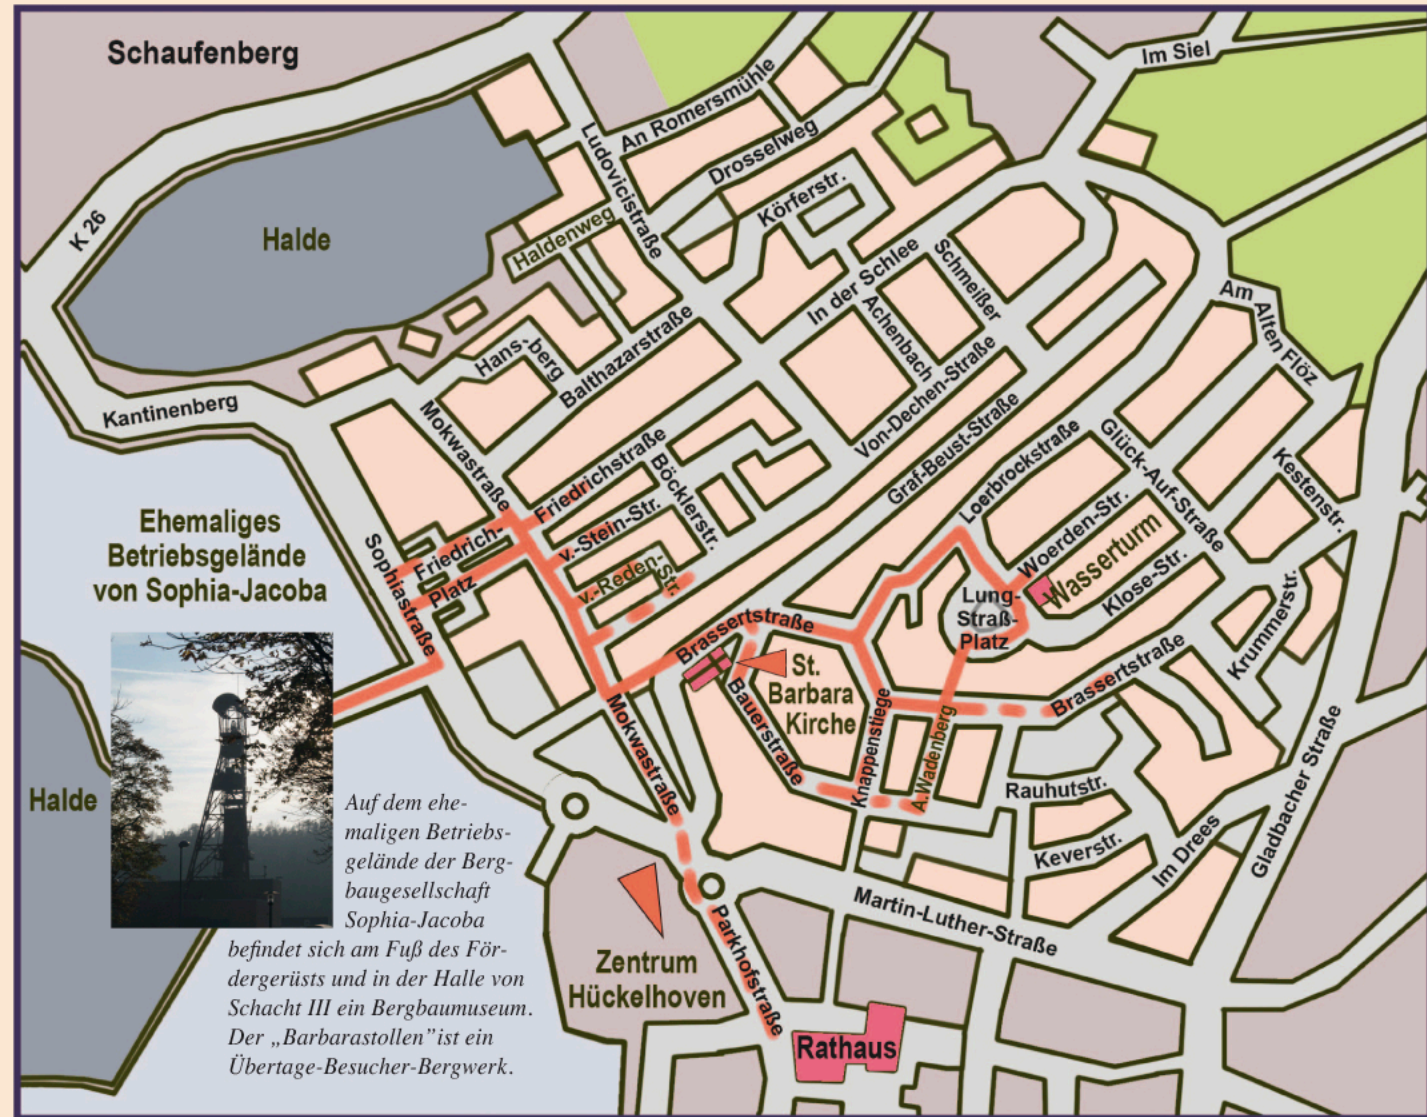 Schaufenberg
Im Siel
An Romersmühle
Drosselweg
Ludovicistraße
Körferstr.
K 26
Halde
Haldenweg
In der Schlee
Schmeißer
Achenbach
Am
Alten Flöz
Hans-
berg
Balthazarstraße
Von-Dechen-Straße
Kantinenberg
Mokwastraße
Graf-Beust-Straße
Friedrichstraße
Böcklerstr.
Loerbrockstraße
Glück-Auf-Straße
Kestenstr.
Ehemaliges
Betriebsgelände
von Sophia-Jacoba
Sophiastraße
Friedrich-
Platz
v.-Stein-Str.
v.-Reden-
Str.
Woerden-Str.
Wasserturm
Klose-Str.
Lung-
Straß-
Platz
Krummerstr.
Brassertstraße
St.
Barbara
Kirche
Bauerstraße
Knappenstiege
A.Wadenberg
Brassertstraße
Mokwastraße
Rauhutstr.
Keverstr.
Im Drees
Gladbacher Straße
Halde
Auf dem ehe-
maligen Betriebs-
gelände der Berg-
baugesellschaft
Sophia-Jacoba
befindet sich am Fuß des För-
dergerüsts und in der Halle von
Schacht III ein Bergbaumuseum.
Der „Barbarastollen”ist ein
Übertage-Besucher-Bergwerk.
Martin-Luther-Straße
Parkhofstraße
Zentrum
Hückelhoven
Rathaus